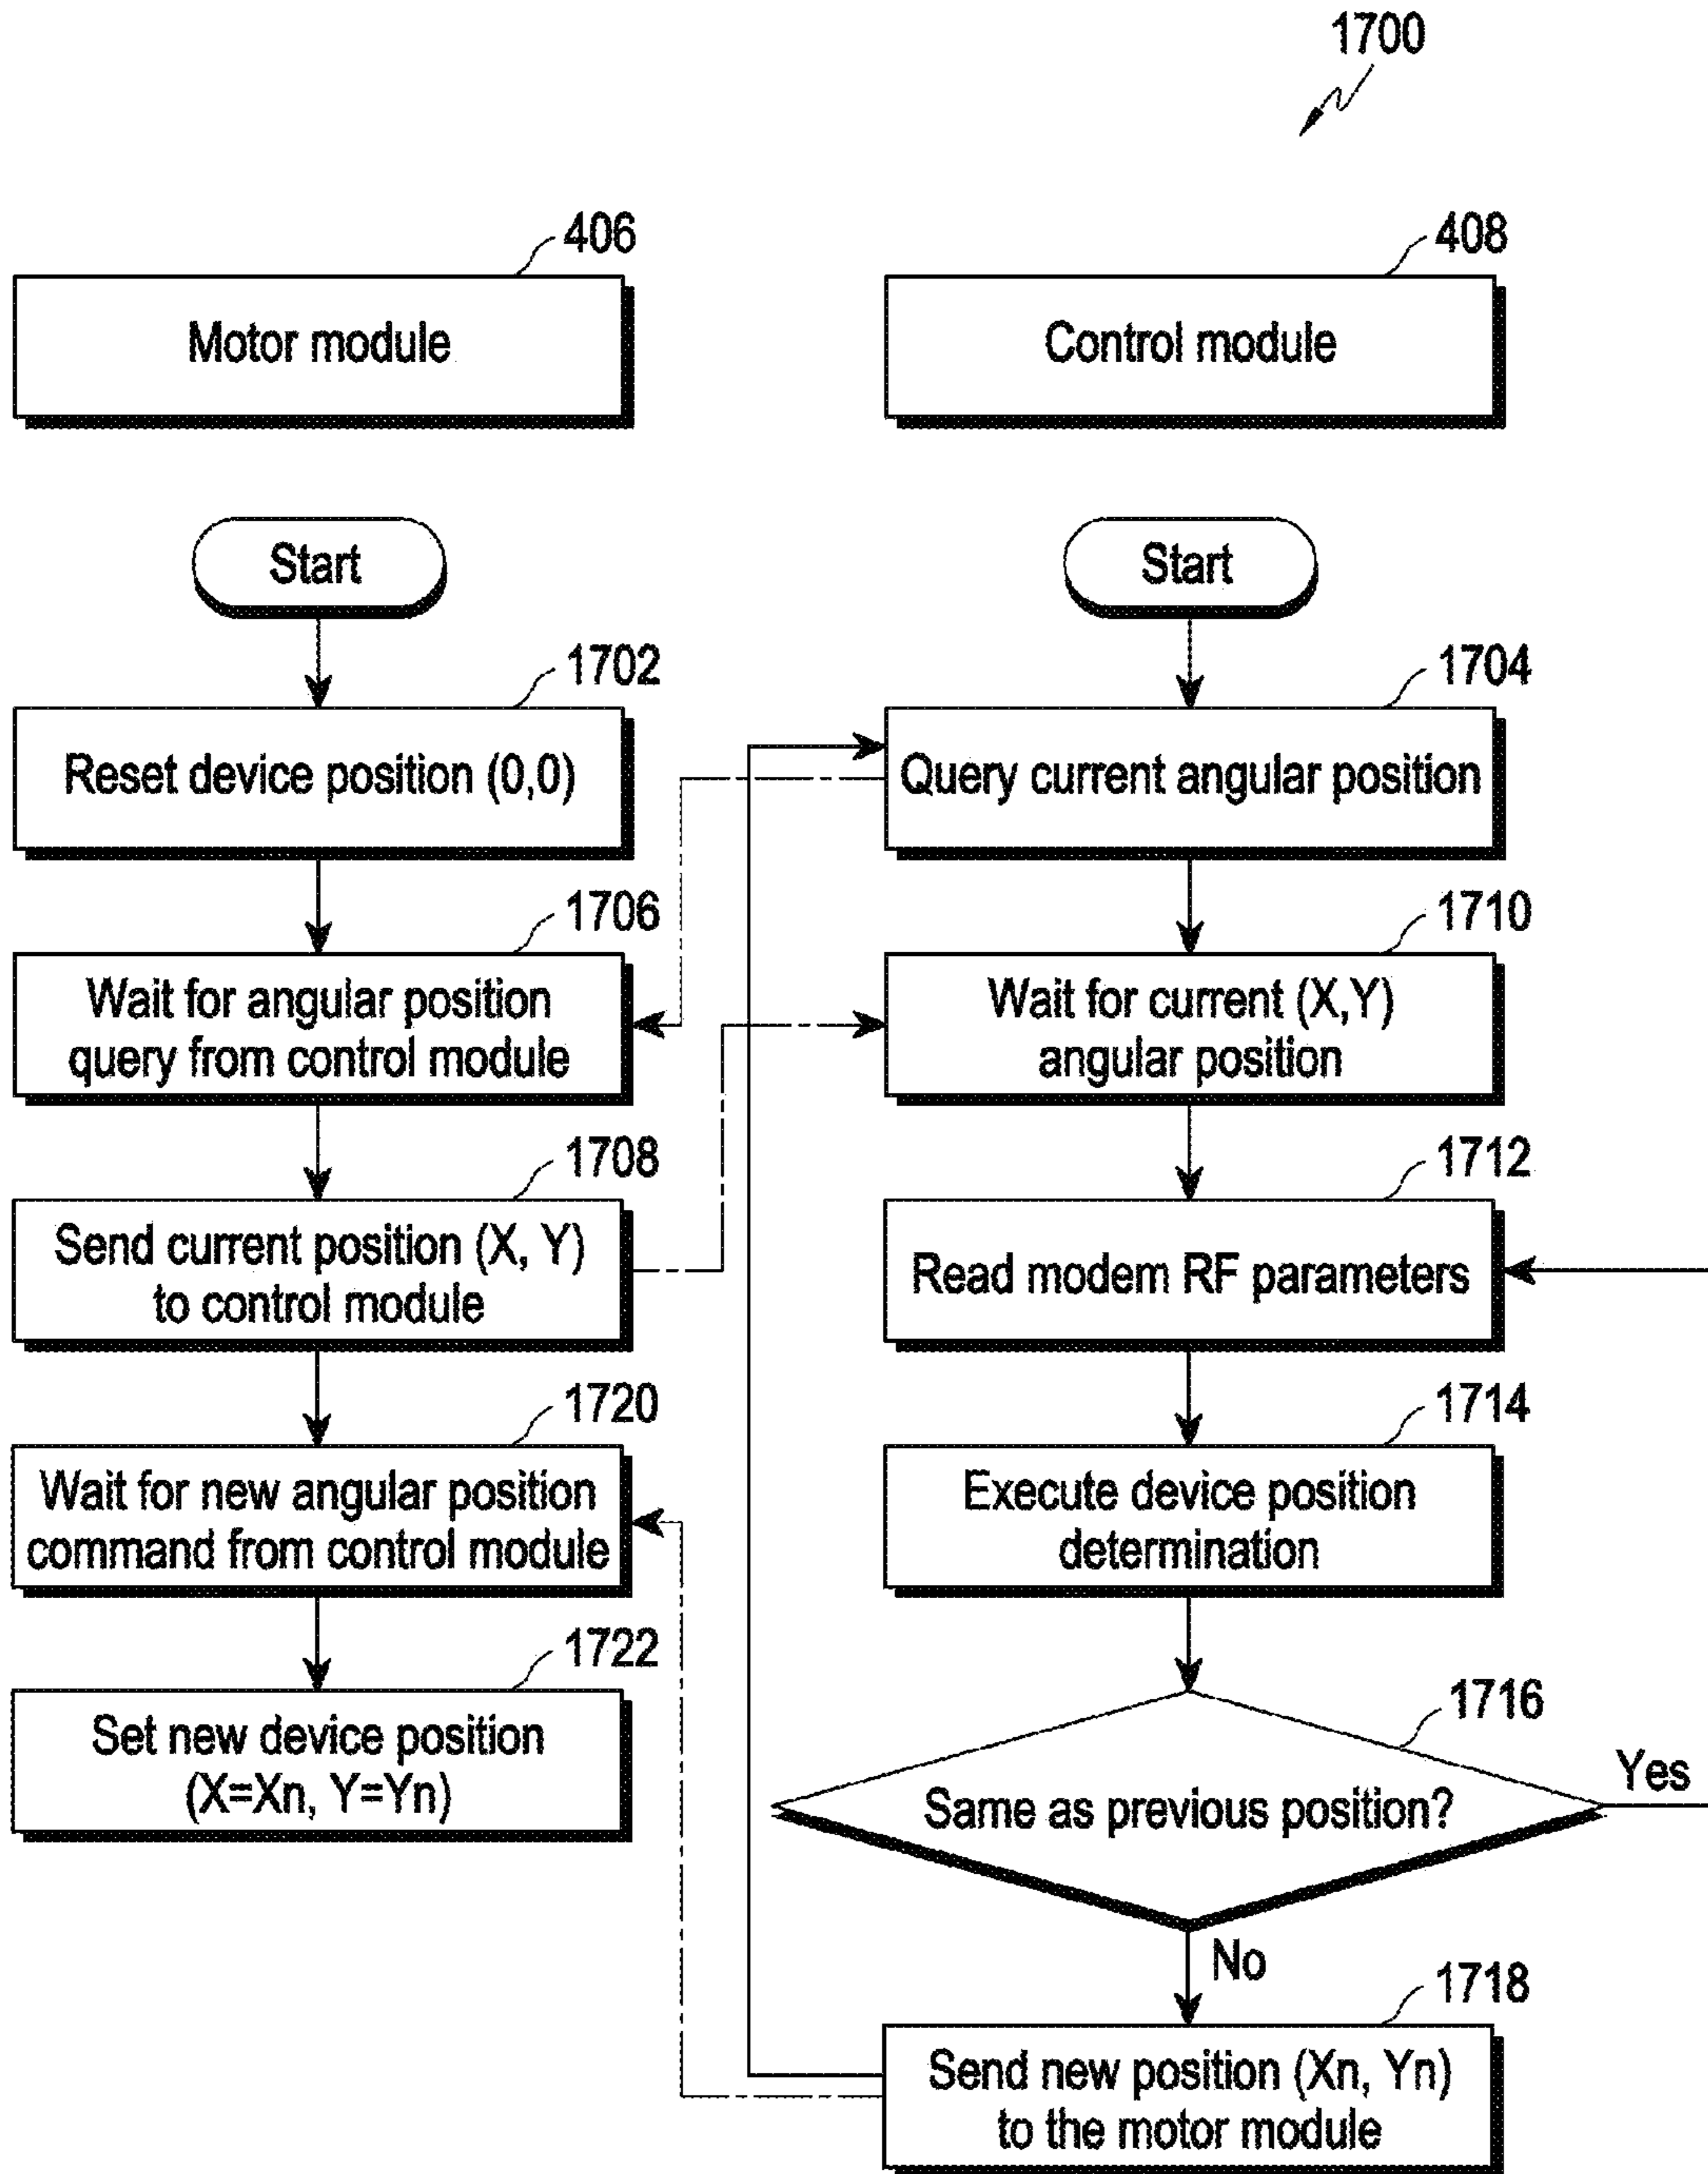 1700
406
Motor module
408
Control module
Start
Start
1702
Reset device position (0,0)
1704
Query current angular position
1706
Wait for angular position
query from control module
1710
Wait for current (X,Y)
angular position
1708
Send current position (X, Y)
to control module
1712
Read modem RF parameters
1720
Wait for new angular position
command from control module
1714
Execute device position
determination
1722
Set new device position
(X=Xn, Y=Yn)
1716
Same as previous position?
Yes
No
1718
Send new position (Xn, Yn)
to the motor module